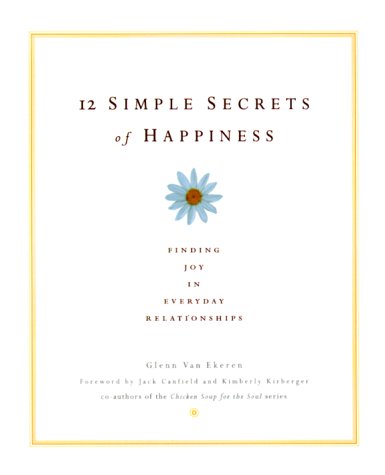 12 SIMPLE SECRETS
of HAPPINESS
FINDING
JOY
IN
EVERYDAY
RELATIONSHIPS
Glenn Van Ekeren
Foreword by Jack Canfield and Kimberly Kirberger
co-authors of the Chicken Soup for the Soul series